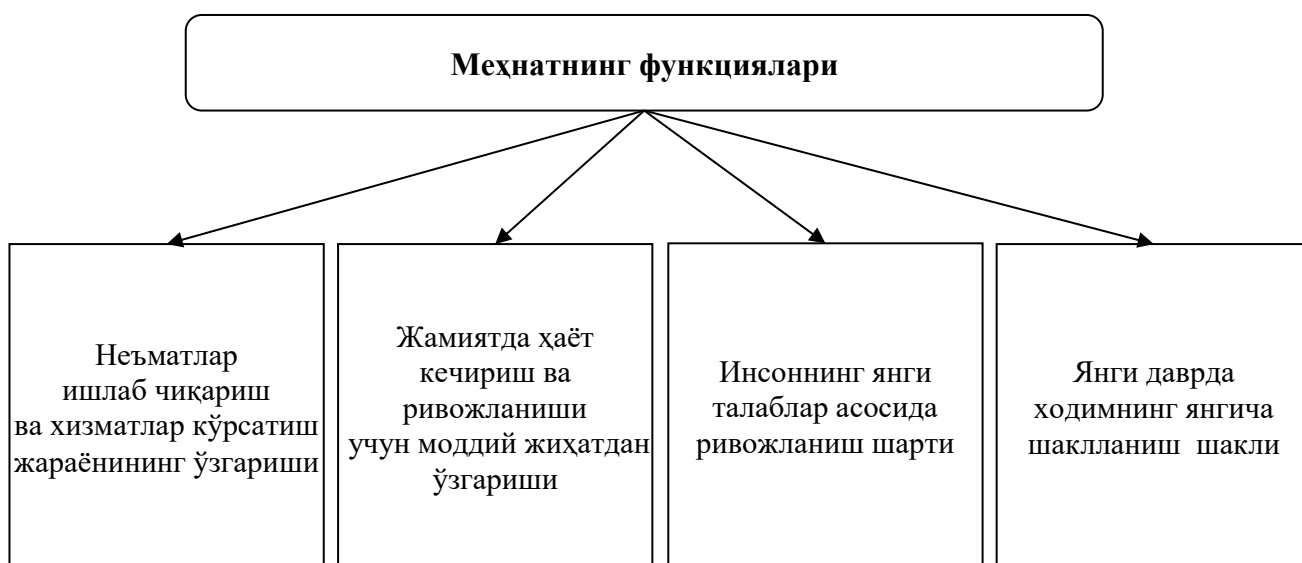 Меҳнатнинг функциялари
Неъматлар
ишлаб чиқариш
ва хизматлар кўрсатиш
жараёнининг ўзгариши
Жамиятда ҳаёт
кечириш ва
ривожланиши
учун моддий жиҳатдан
ўзгариши
Инсоннинг янги
талаблар асосида
ривожланиш шарти
Янги даврда
ходимнинг янгича
шаклланиш шакли